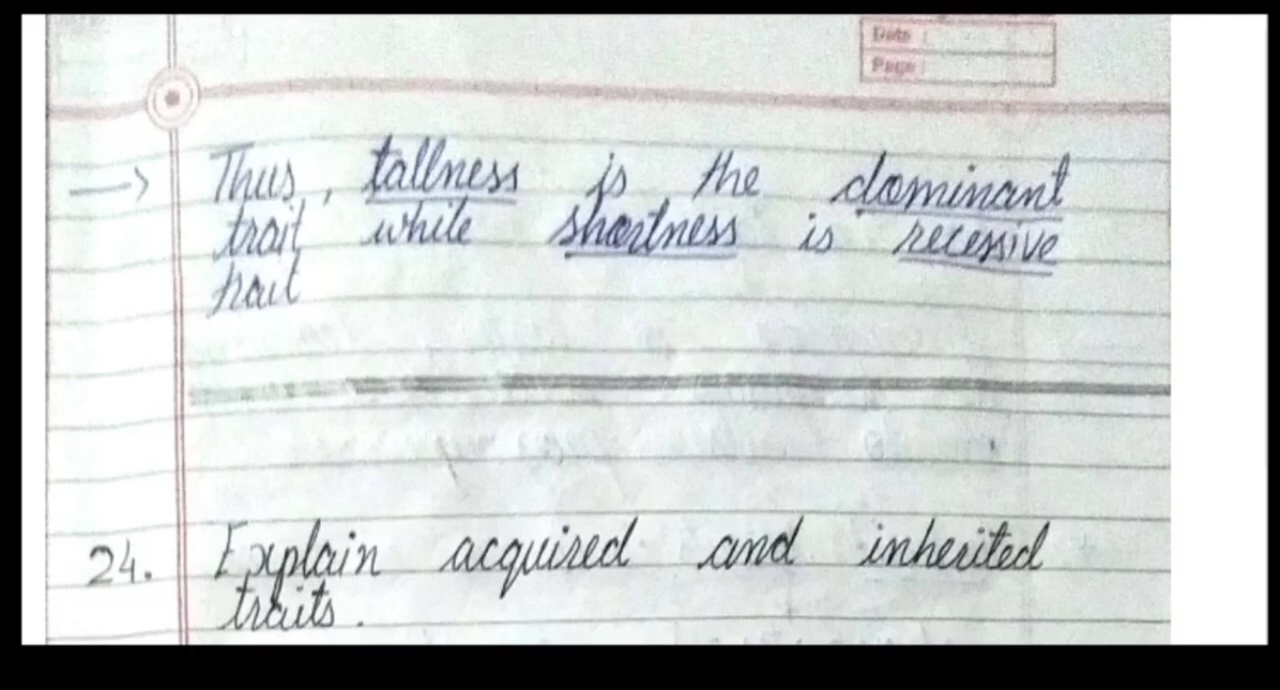 Date :
Page :
→ Thus, tallness is the dominant
trait while shortness is recessive
trait
24. Explain acquired and inherited
traits.